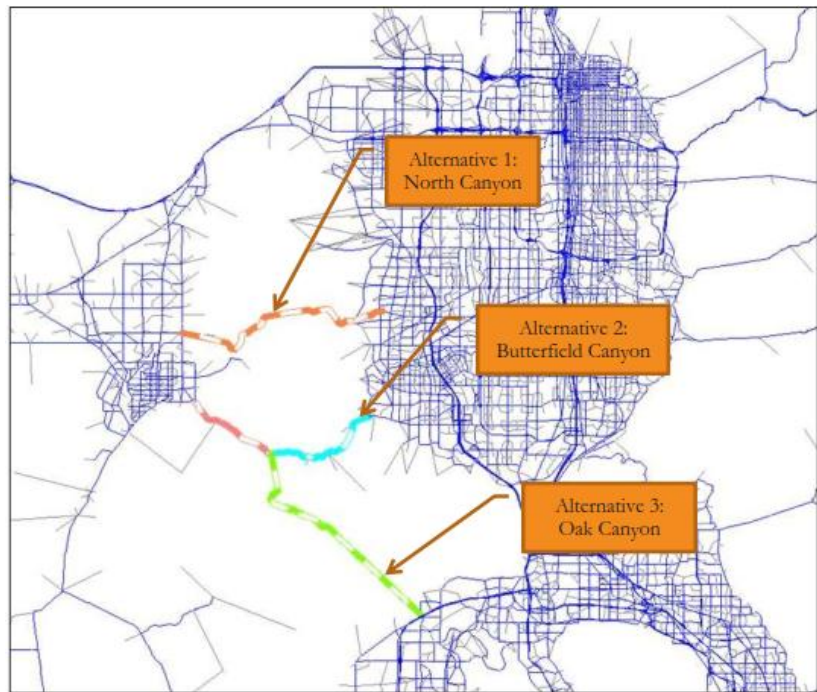 Alternative 1:
North Canyon
Alternative 2:
Butterfield Canyon
Alternative 3:
Oak Canyon